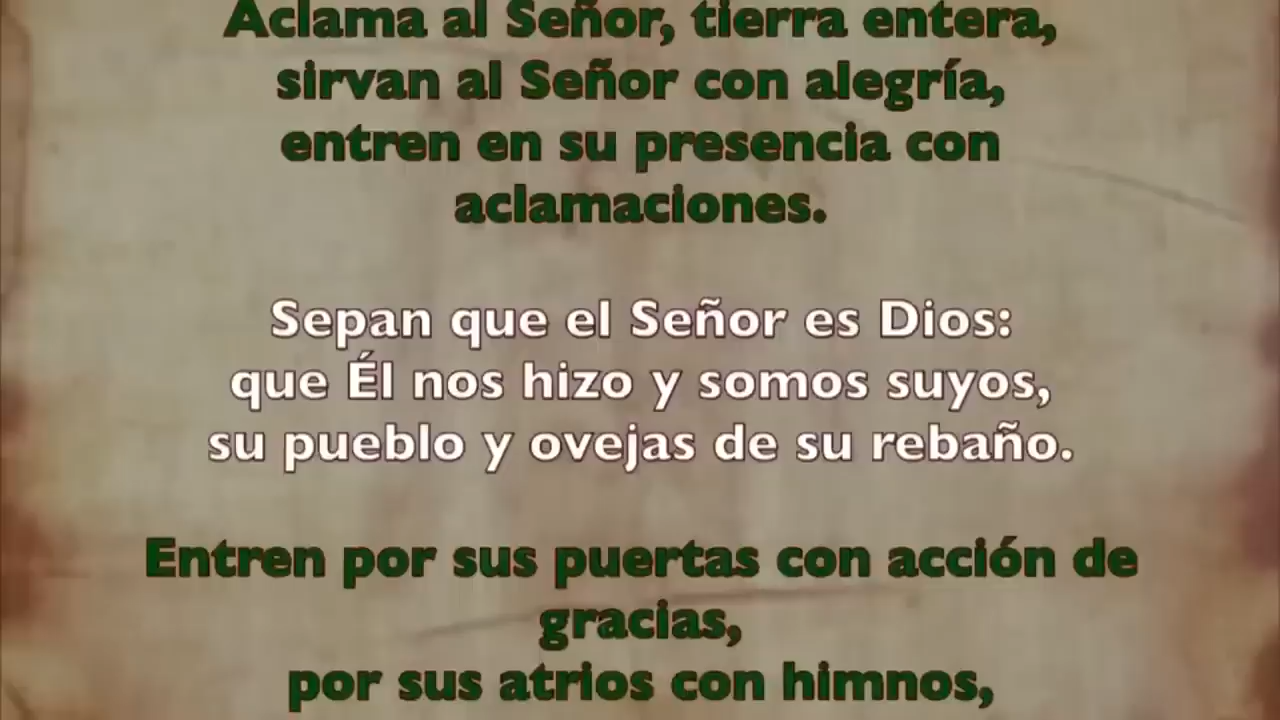 Aclama al Señor, tierra entera,
sirvan al Señor con alegría,
entren en su presencia con
aclamaciones.
Sepan que el Señor es Dios:
que Él nos hizo y somos suyos,
su pueblo y ovejas de su rebaño.
Entren por sus puertas con acción de
gracias,
por sus atrios con himnos,